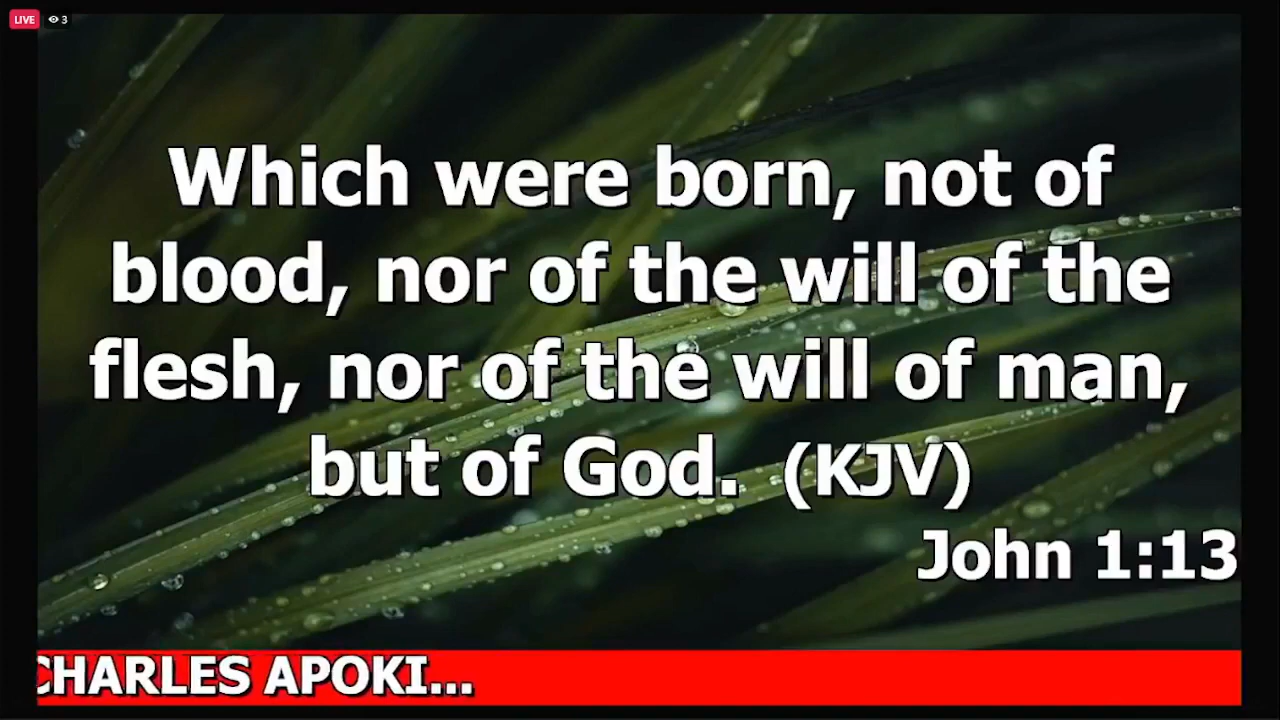 LIVE 3
Which were born, not of
blood, nor of the will of the
flesh, nor of the will of man,
but of God. (KJV)
John 1:13
CHARLES APOKI...